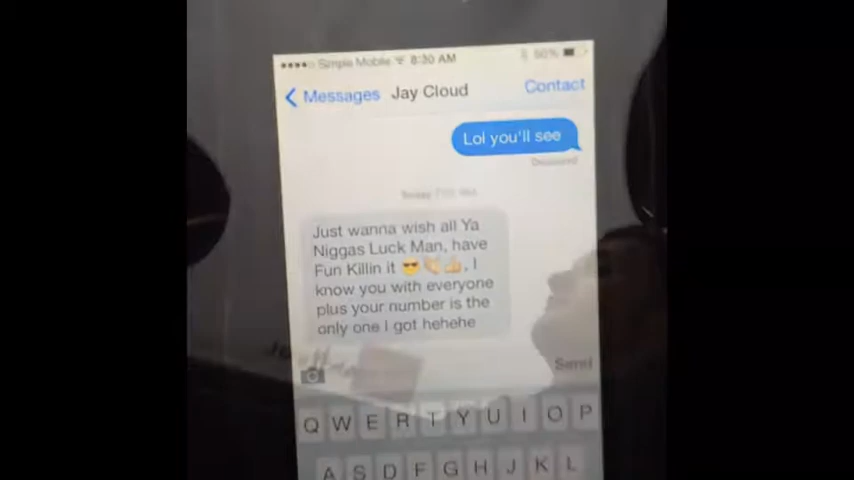 Simple Mobile 8:30 AM 50%
Messages Jay Cloud Contact
Lol you'll see
Delivered
Just wanna wish all Ya
Niggas Luck Man, have
Fun Killin it 😎👏👍, I
know you with everyone
plus your number is the
only one I got hehehe
Send
Q W E R T Y U I O P
A S D F G H J K L